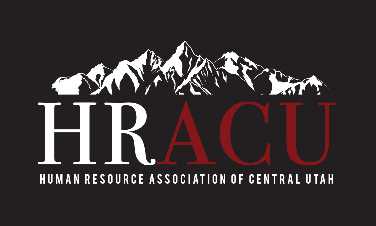 HRACU
HUMAN RESOURCE ASSOCIATION OF CENTRAL UTAH